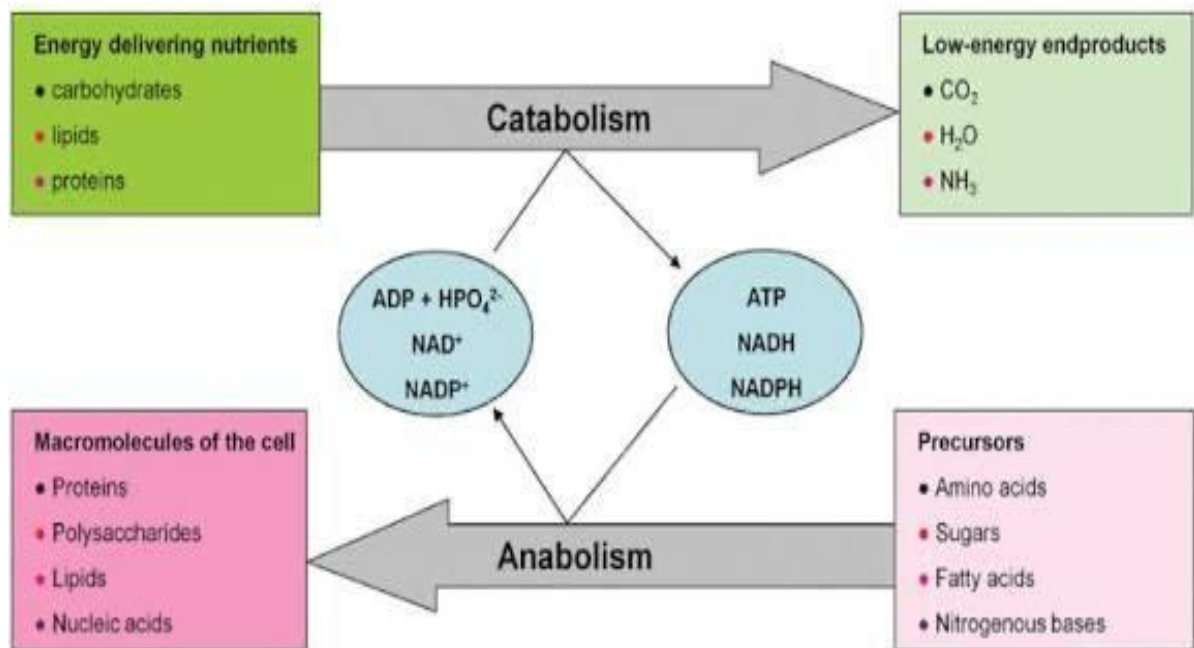 Energy delivering nutrients
• carbohydrates
• lipids
• proteins
Catabolism
Low-energy endproducts
• CO₂
• H₂O
• NH₃
ADP + HPO₄²⁻
NAD⁺
NADP⁺
ATP
NADH
NADPH
Macromolecules of the cell
• Proteins
• Polysaccharides
• Lipids
• Nucleic acids
Anabolism
Precursors
• Amino acids
• Sugars
• Fatty acids
• Nitrogenous bases